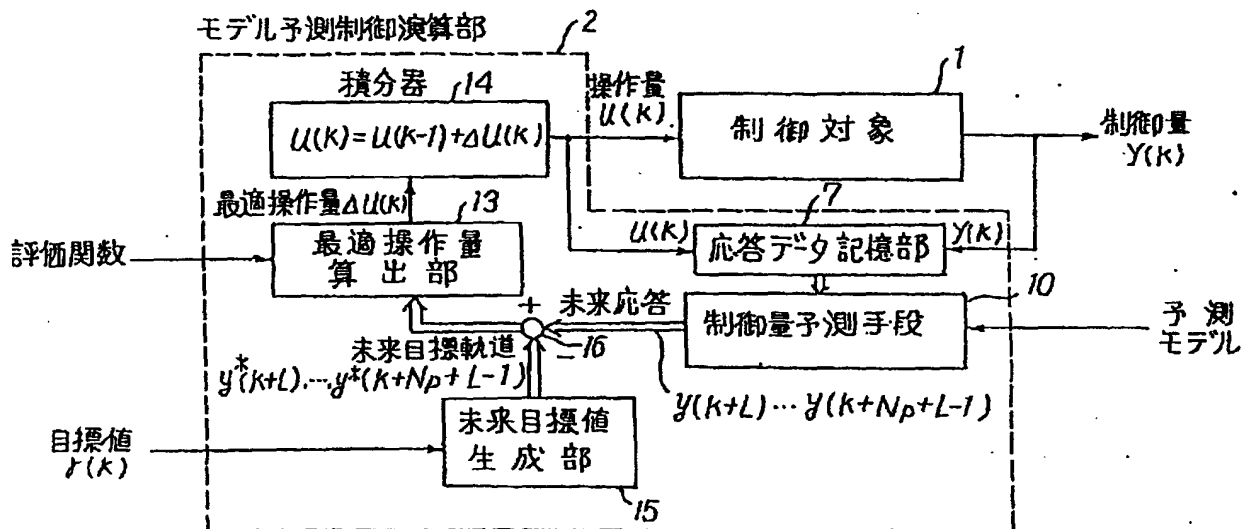 モデル予測制御演算部
2
積分器
14
U(K)=U(K-1)+ΔU(K)
操作量
U(K)
1
制御対象
制御量
Y(K)
最適操作量ΔU(K)
13
評価関数
最適操作量
算出部
7
U(K)
応答データ記憶部
Y(K)
10
制御量予測手段
予測
モデル
+
未来応答
-
16
未来目標軌道
y*(K+L)...y*(K+Np+L-1)
y(K+L)...y(K+Np+L-1)
目標値
r(K)
未来目標値
生成部
15